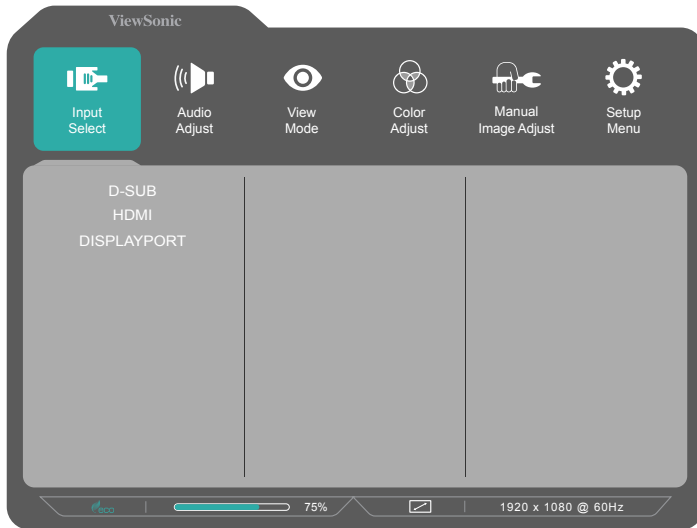 ViewSonic
Input
Select
Audio
Adjust
View
Mode
Color
Adjust
Manual
Image Adjust
Setup
Menu
D-SUB
HDMI
DISPLAYPORT
eco
75%
1920 x 1080 @ 60Hz